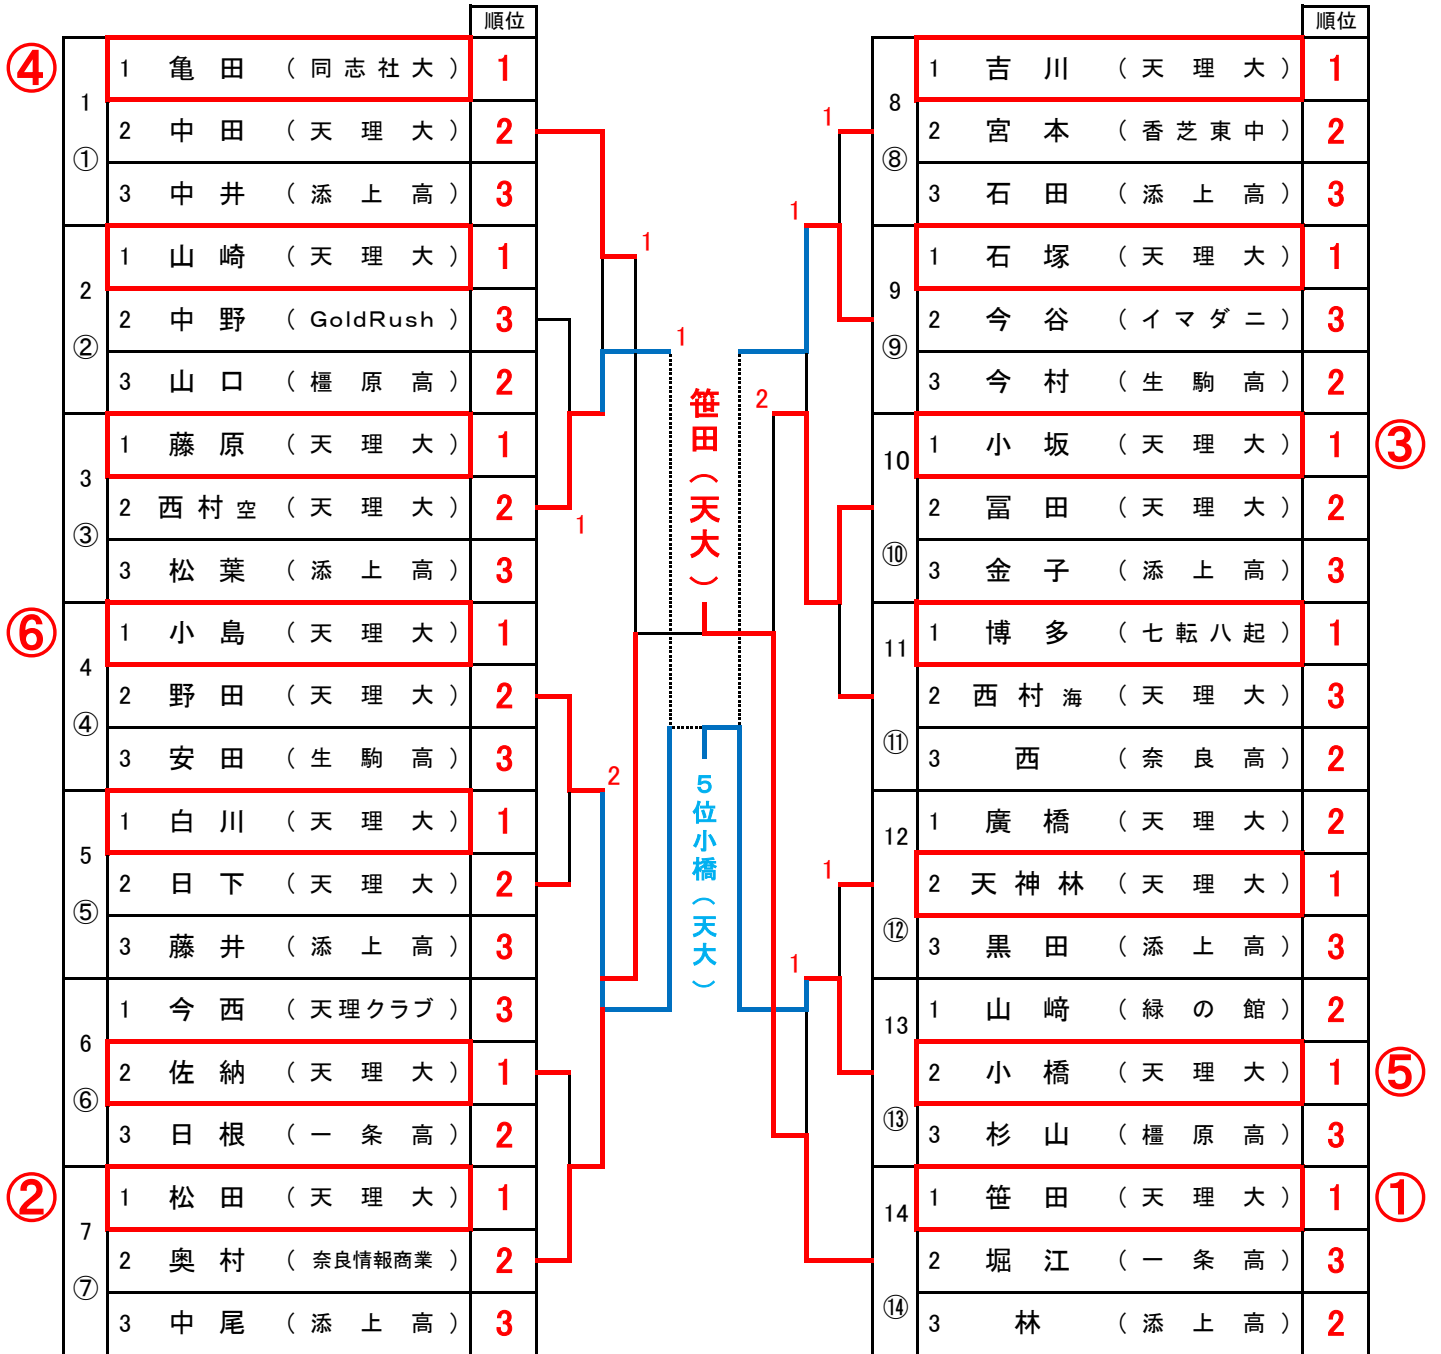 順位
④ 1 1 亀田 (同志社大) 1
2 中田 (天理大) 2
① 3 中井 (添上高) 3
2 1 山崎 (天理大) 1
2 中野 (GoldRush) 3
② 3 山口 (橿原高) 2
3 1 藤原 (天理大) 1
2 西村空 (天理大) 2
③ 3 松葉 (添上高) 3
⑥ 4 1 小島 (天理大) 1
2 野田 (天理大) 2
④ 3 安田 (生駒高) 3
5 1 白川 (天理大) 1
2 日下 (天理大) 2
⑤ 3 藤井 (添上高) 3
6 1 今西 (天理クラブ) 3
2 佐納 (天理大) 1
⑥ 3 日根 (一条高) 2
② 7 1 松田 (天理大) 1
2 奥村 (奈良情報商業) 2
⑦ 3 中尾 (添上高) 3
1
1
1
2
笹田(天大)
5位小橋(天大)
1
1
2
1
1
順位
8 1 吉川 (天理大) 1
2 宮本 (香芝東中) 2
⑧ 3 石田 (添上高) 3
9 1 石塚 (天理大) 1
2 今谷 (イマダニ) 3
⑨ 3 今村 (生駒高) 2
10 1 小坂 (天理大) 1 ③
2 冨田 (天理大) 2
⑩ 3 金子 (添上高) 3
11 1 博多 (七転八起) 1
2 西村海 (天理大) 3
⑪ 3 西 (奈良高) 2
12 1 廣橋 (天理大) 2
2 天神林 (天理大) 1
⑫ 3 黒田 (添上高) 3
13 1 山﨑 (緑の館) 2
2 小橋 (天理大) 1 ⑤
⑬ 3 杉山 (橿原高) 3
14 1 笹田 (天理大) 1 ①
2 堀江 (一条高) 3
⑭ 3 林 (添上高) 2